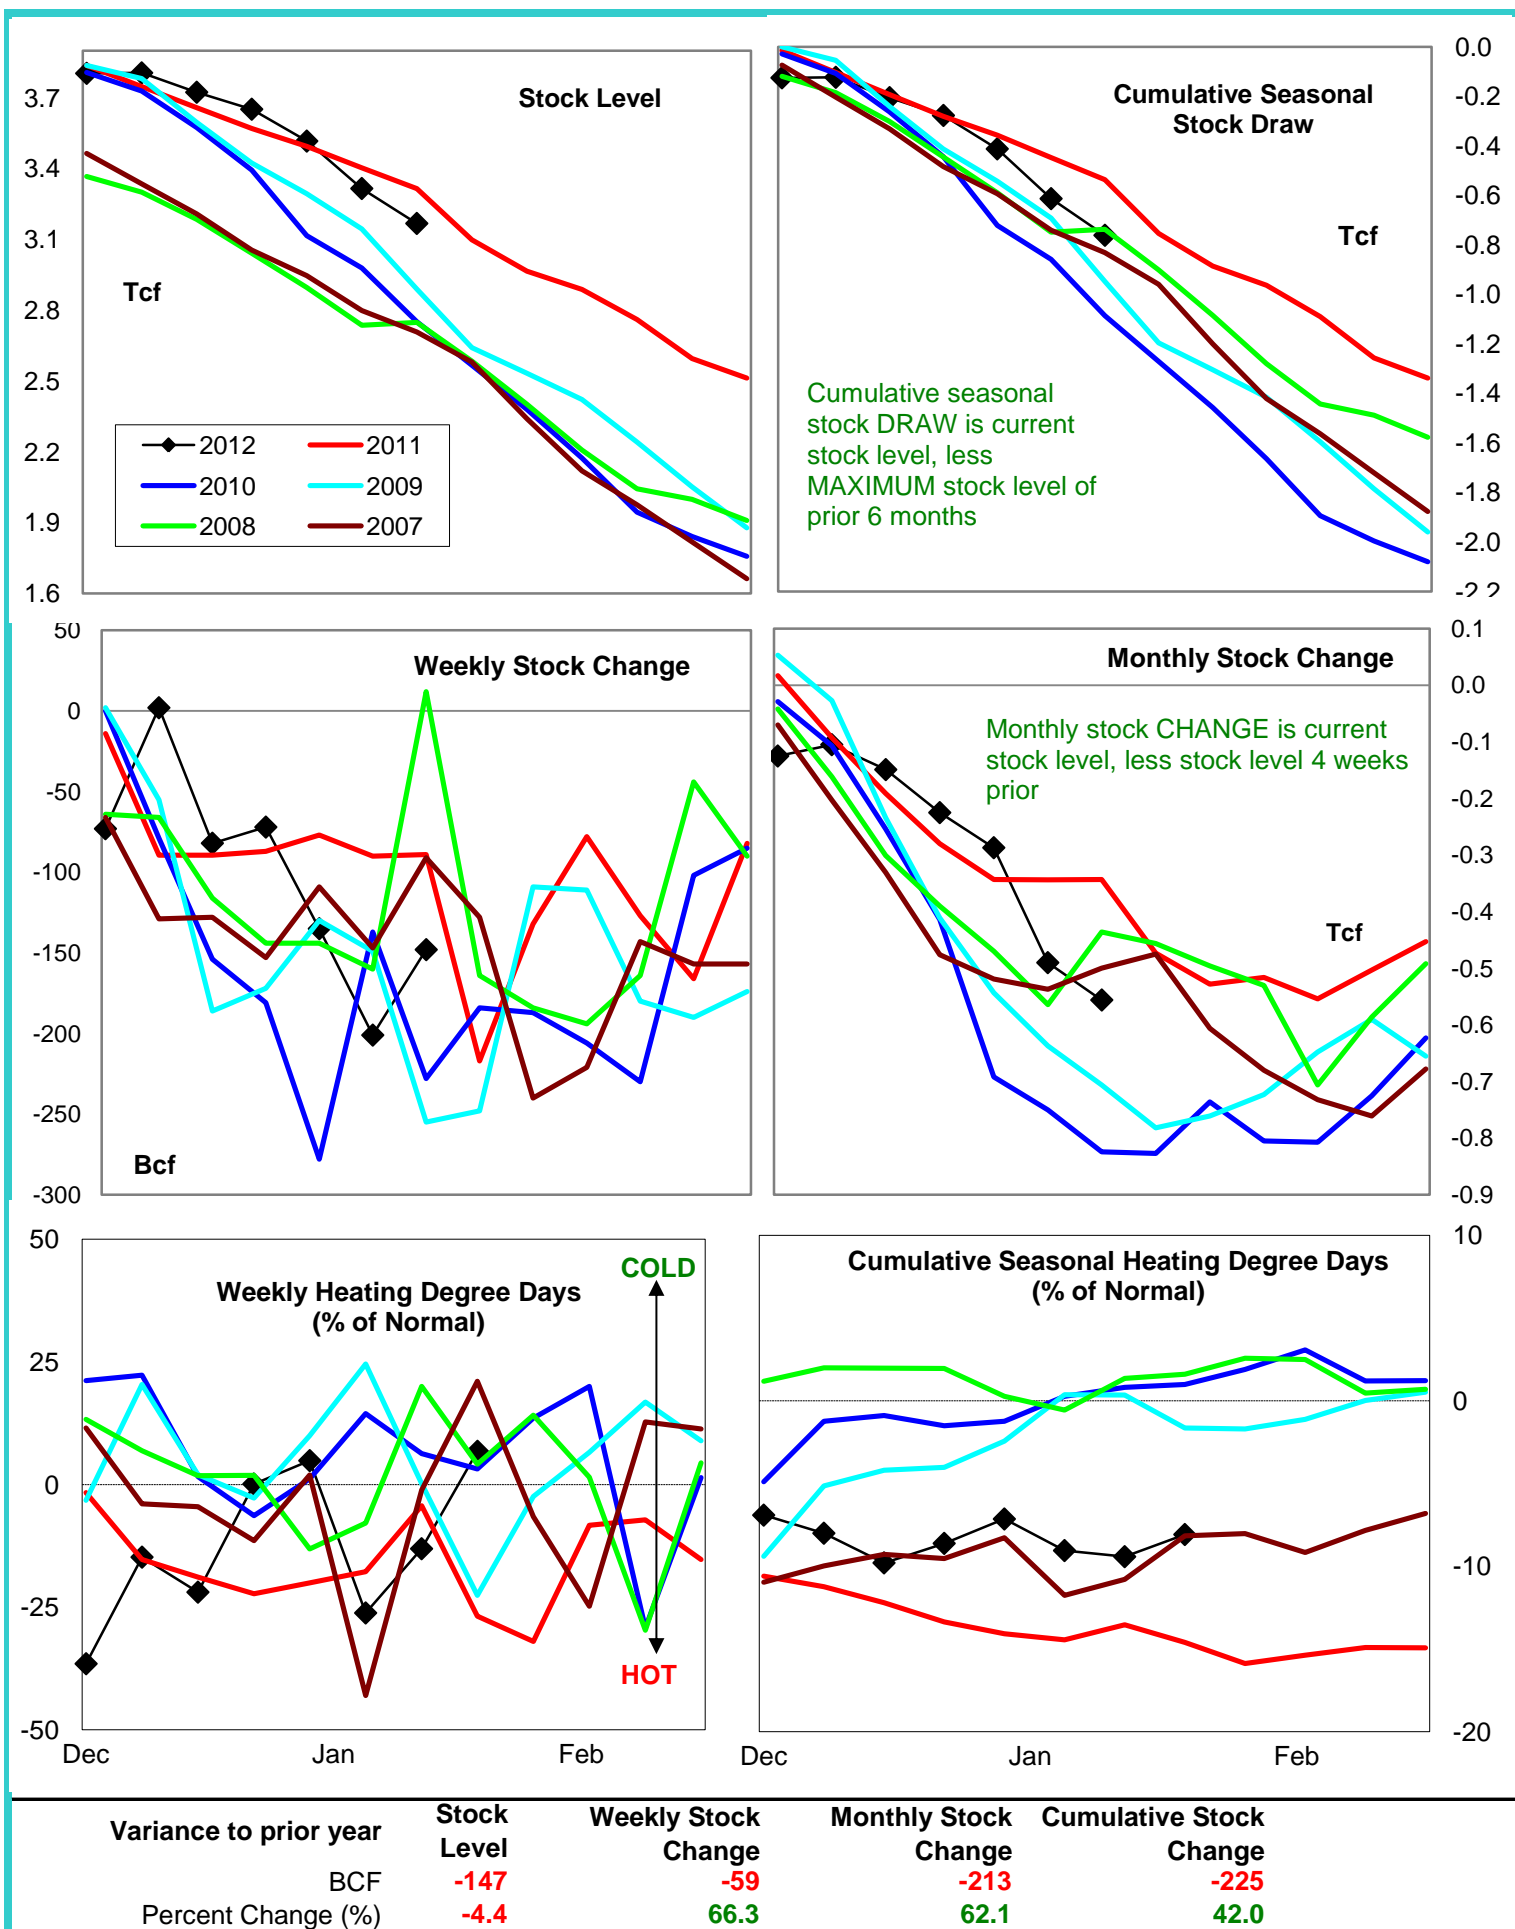 Stock Level
3.7
3.4
3.1
2.8
2.5
2.2
1.9
1.6
Tcf
2012
2011
2010
2009
2008
2007
Cumulative Seasonal
Stock Draw
0.0
-0.2
-0.4
-0.6
-0.8
-1.0
-1.2
-1.4
-1.6
-1.8
-2.0
-2.2
Tcf
Cumulative seasonal
stock DRAW is current
stock level, less
MAXIMUM stock level of
prior 6 months
Weekly Stock Change
50
0
-50
-100
-150
-200
-250
-300
Bcf
Monthly Stock Change
0.1
0.0
-0.1
-0.2
-0.3
-0.4
-0.5
-0.6
-0.7
-0.8
-0.9
Monthly stock CHANGE is current
stock level, less stock level 4 weeks
prior
Tcf
Weekly Heating Degree Days
(% of Normal)
50
25
0
-25
-50
COLD
HOT
Dec Jan Feb
Cumulative Seasonal Heating Degree Days
(% of Normal)
10
0
-10
-20
Dec Jan Feb
Variance to prior year
Stock
Level
Weekly Stock
Change
Monthly Stock
Change
Cumulative Stock
Change
BCF -147 -59 -213 -225
Percent Change (%) -4.4 66.3 62.1 42.0